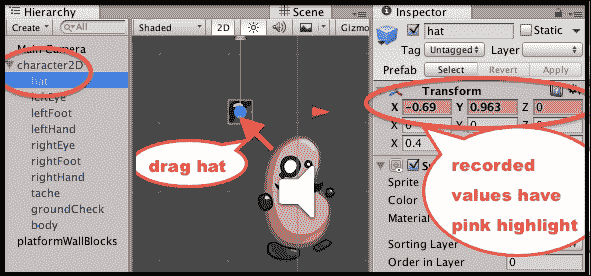 Hierarchy
Create
All
Main Camera
character2D
hat
leftEye
leftFoot
leftHand
rightEye
rightFoot
rightHand
tache
groundCheck
body
platformWallBlocks
Scene
Shaded
2D
Gizmo
drag hat
Inspector
hat
Static
Tag Untagged Layer
Prefab Select Revert Apply
Transform
X -0.69 Y 0.963 Z 0
X 0
X 0.4
Sprite
Color
Material
Sorting Layer
Order in Layer 0
recorded
values have
pink highlight